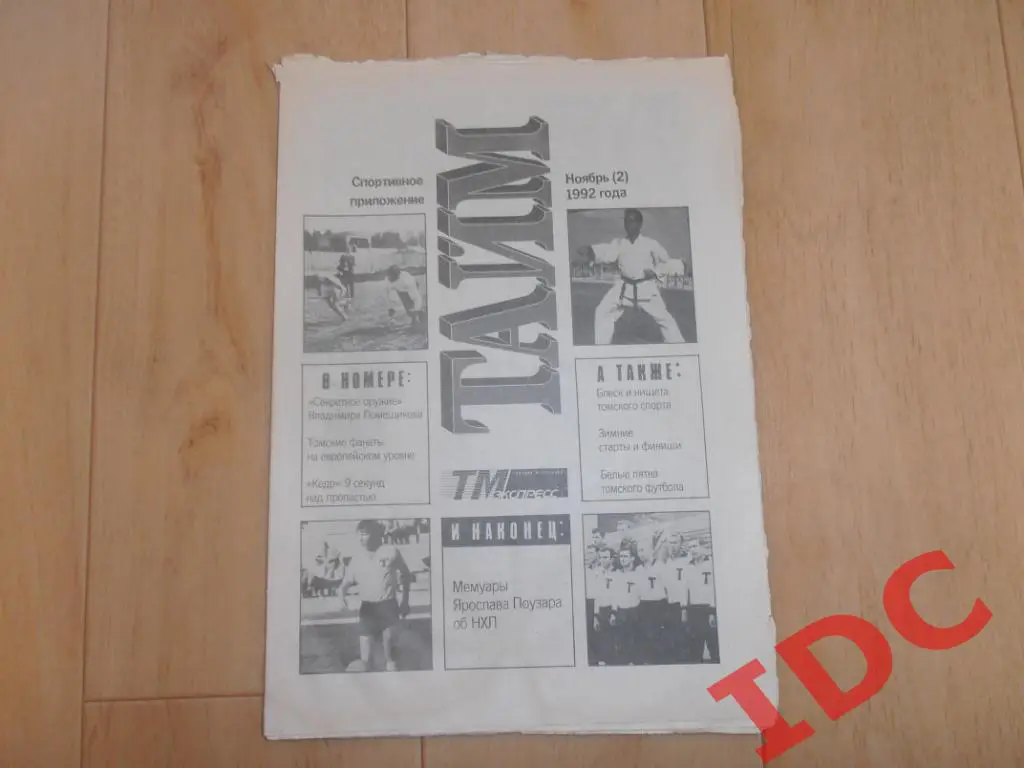 Спортивное
приложение
ТАЙМ
Ноябрь (2)
1992 года
В НОМЕРЕ:
«Секретное оружие»
Владимира Помещикова
Томские фанаты
на европейском уровне
«Кедр»: 9 секунд
над пропастью
А ТАКЖЕ:
Блеск и нищета
томского спорта
Зимние
старты и финиши
Белые пятна
томского футбола
ТМ
ЭКСПРЕСС
И НАКОНЕЦ:
Мемуары
Ярослава Поузара
об НХЛ
Т
Т
Т
IDC